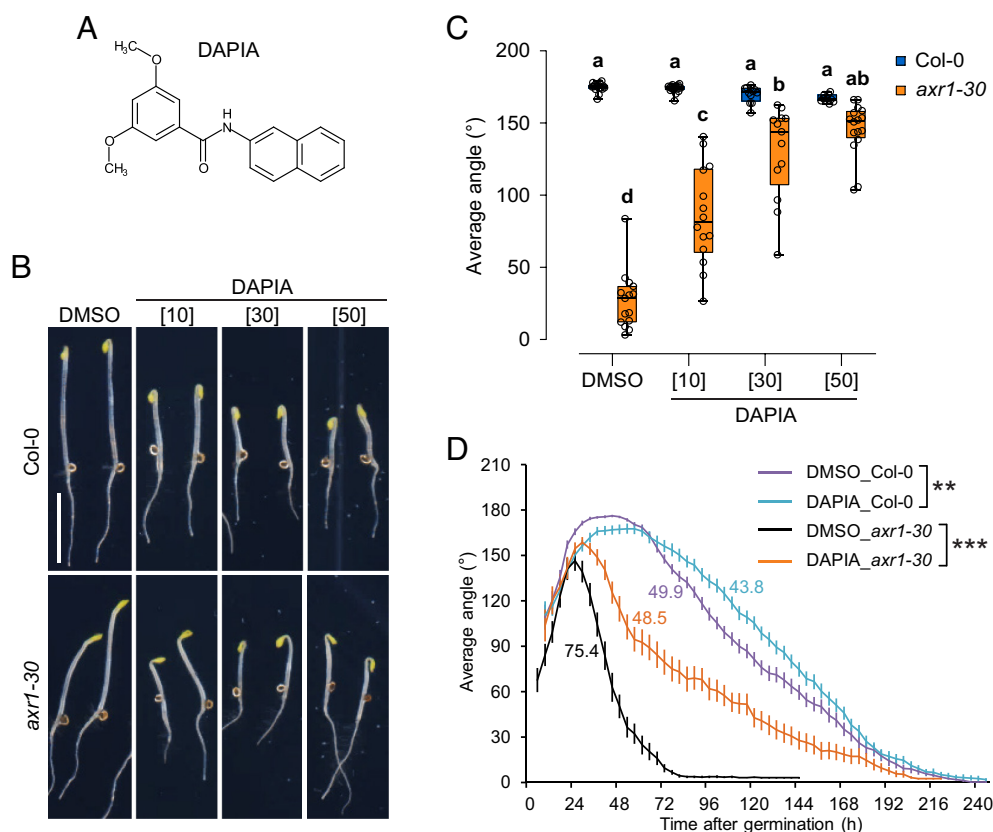 A
DAPIA
H₃C
O
O
CH₃
H
N
O
B
DAPIA
DMSO [10] [30] [50]
Col-0
axr1-30
C
Col-0
axr1-30
Average angle (°)
200
150
100
50
0
a a a a
d c b ab
DMSO [10] [30] [50]
DAPIA
D
Average angle (°)
210
180
150
120
90
60
30
0
DMSO_Col-0
DAPIA_Col-0
**
DMSO_axr1-30
DAPIA_axr1-30
***
49.9
43.8
48.5
75.4
0 24 48 72 96 120 144 168 192 216 240
Time after germination (h)